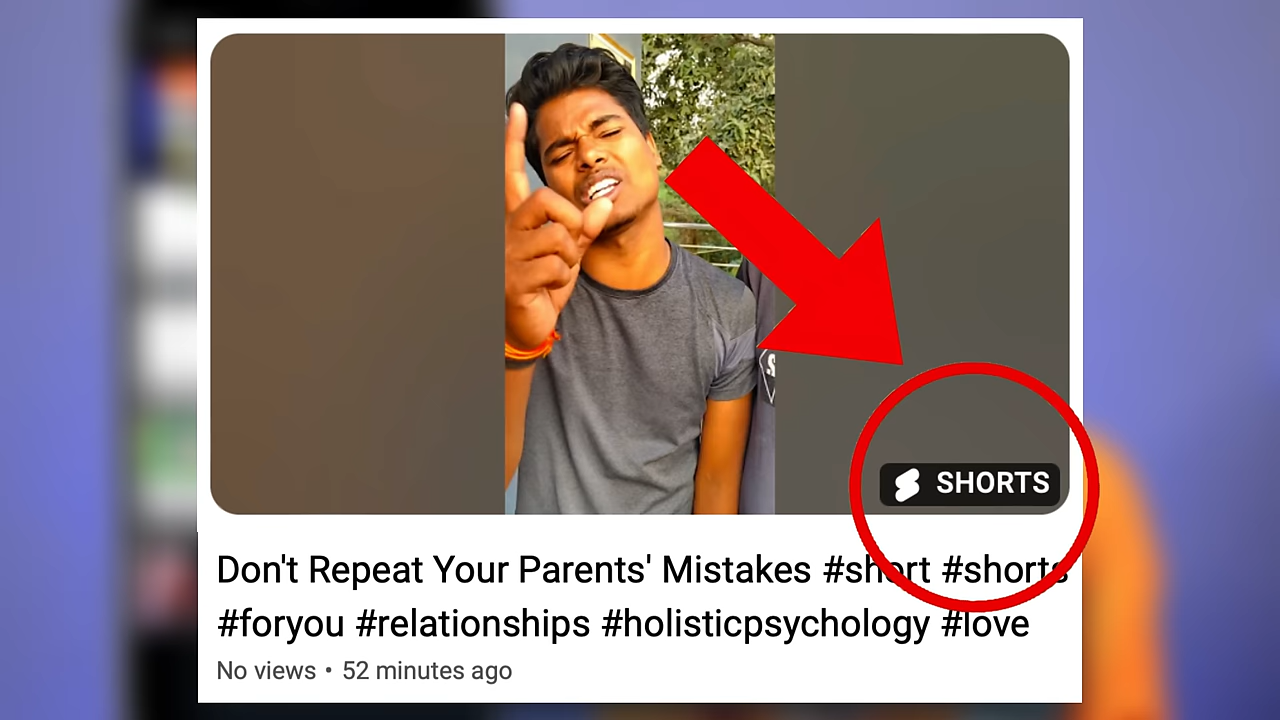 SHORTS
Don't Repeat Your Parents' Mistakes #short #shorts
#foryou #relationships #holisticpsychology #love
No views • 52 minutes ago